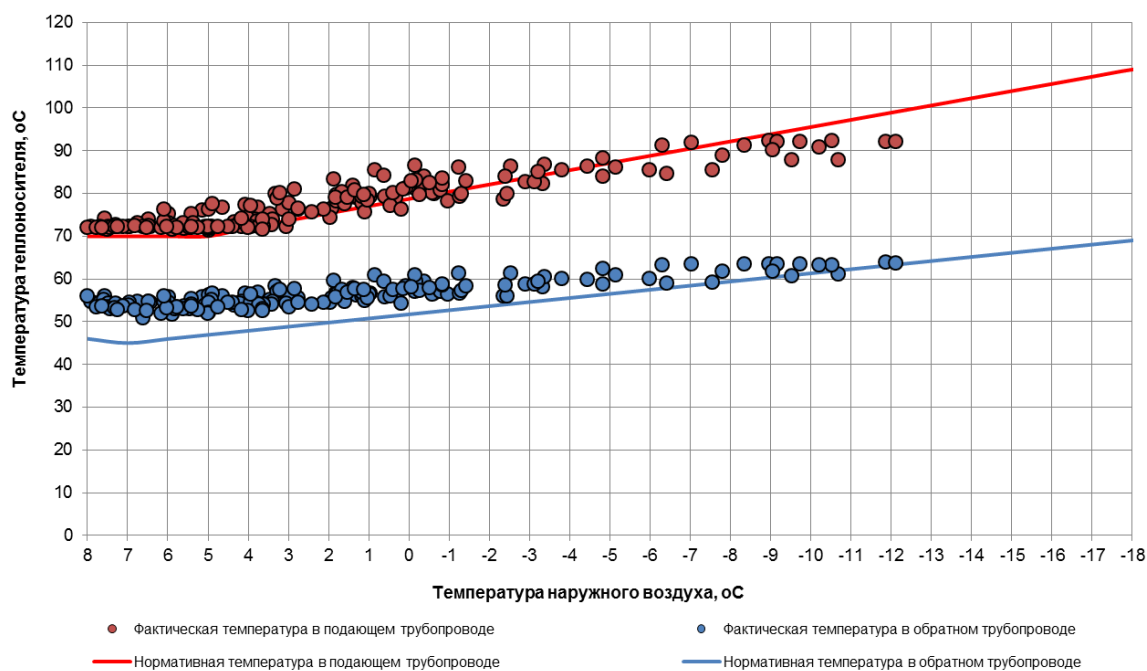 120
110
100
90
80
70
60
50
40
30
20
10
0
Температура теплоносителя, оС
8 7 6 5 4 3 2 1 0 -1 -2 -3 -4 -5 -6 -7 -8 -9 -10 -11 -12 -13 -14 -15 -16 -17 -18
Температура наружного воздуха, оС
Фактическая температура в подающем трубопроводе
Фактическая температура в обратном трубопроводе
Нормативная температура в подающем трубопроводе
Нормативная температура в обратном трубопроводе